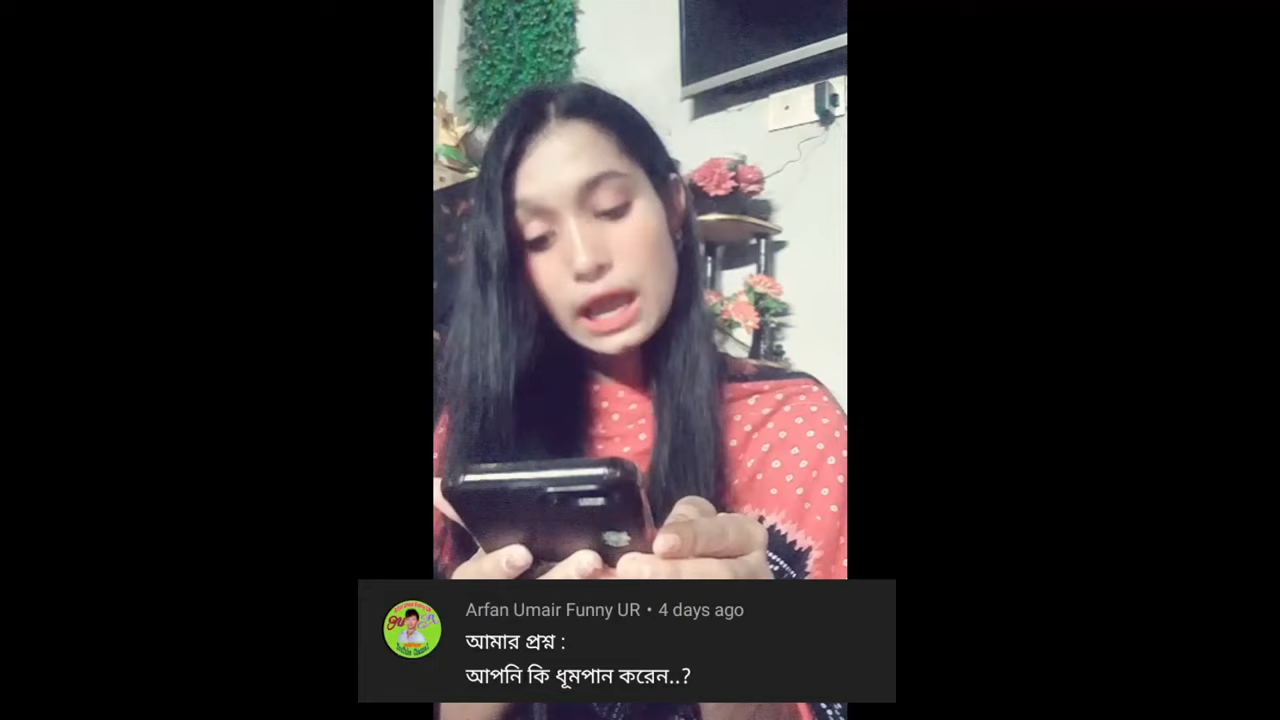 Arfan Umair Funny UR • 4 days ago
আমার প্রশ্ন :
আপনি কি ধূমপান করেন..?